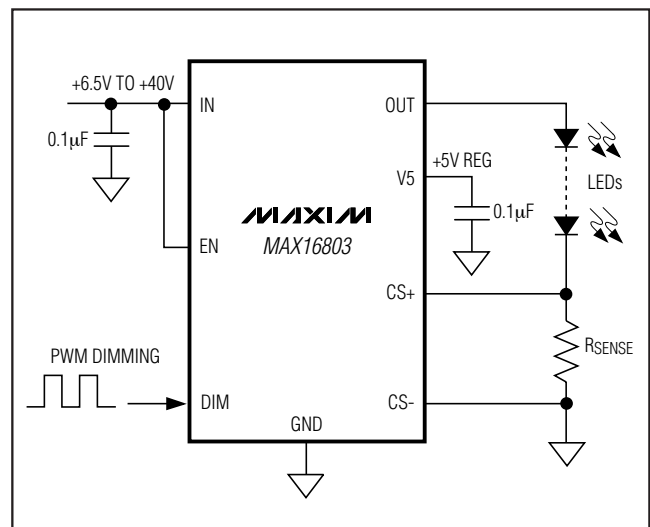 +6.5V TO +40V
IN
OUT
0.1µF
+5V REG
V5
LEDs
MAXIM
MAX16803
0.1µF
EN
CS+
PWM DIMMING
RSENSE
DIM
CS-
GND